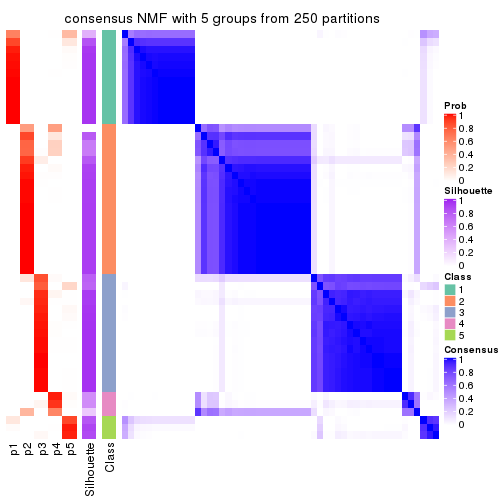 consensus NMF with 5 groups from 250 partitions
Prob
1
0.8
0.6
0.4
0.2
0
Silhouette
1
0.8
0.6
0.4
0.2
0
Class
1
2
3
4
5
Consensus
1
0.8
0.6
0.4
0.2
0
p1
p2
p3
p4
p5
Silhouette
Class